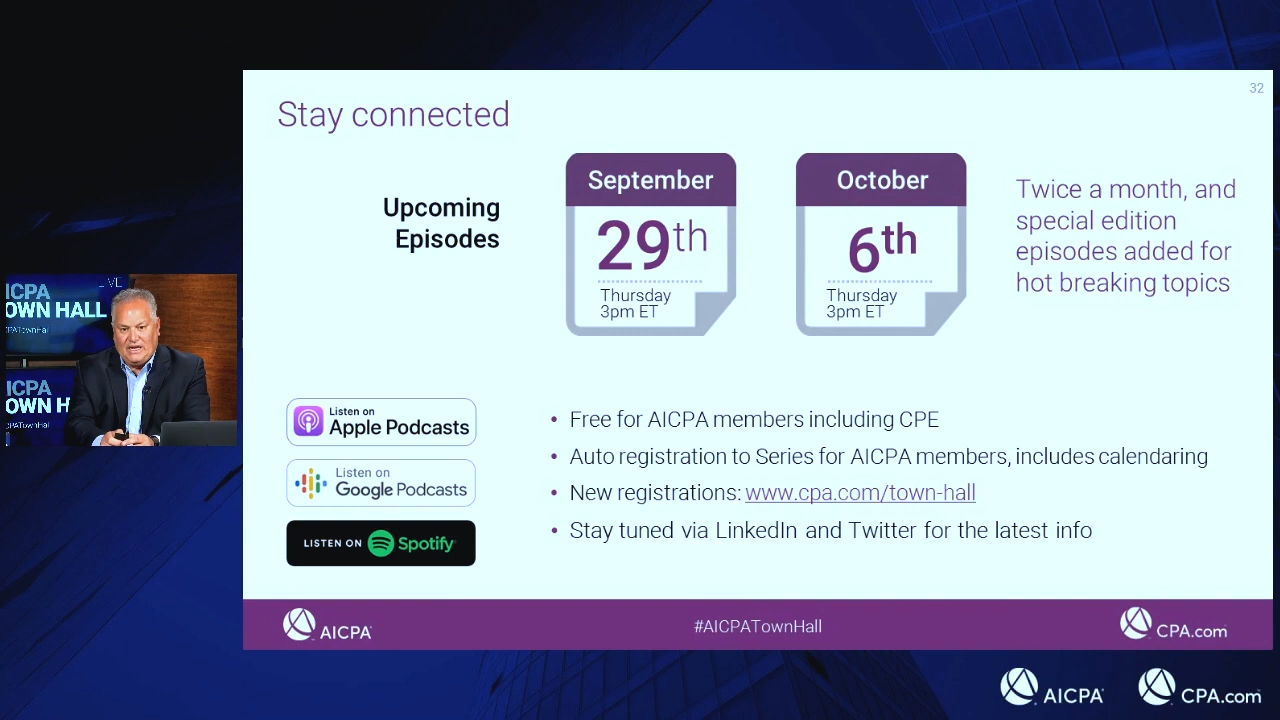 32
Stay connected
Upcoming
Episodes
September
29th
Thursday
3pm ET
October
6th
Thursday
3pm ET
Twice a month, and
special edition
episodes added for
hot breaking topics
AICPA
TOWN HALL
Listen on
Apple Podcasts
Listen on
Google Podcasts
LISTEN ON Spotify
• Free for AICPA members including CPE
• Auto registration to Series for AICPA members, includes calendaring
• New registrations: www.cpa.com/town-hall
• Stay tuned via LinkedIn and Twitter for the latest info
AICPA
#AICPATownHall
CPA.com
AICPA
CPA.com